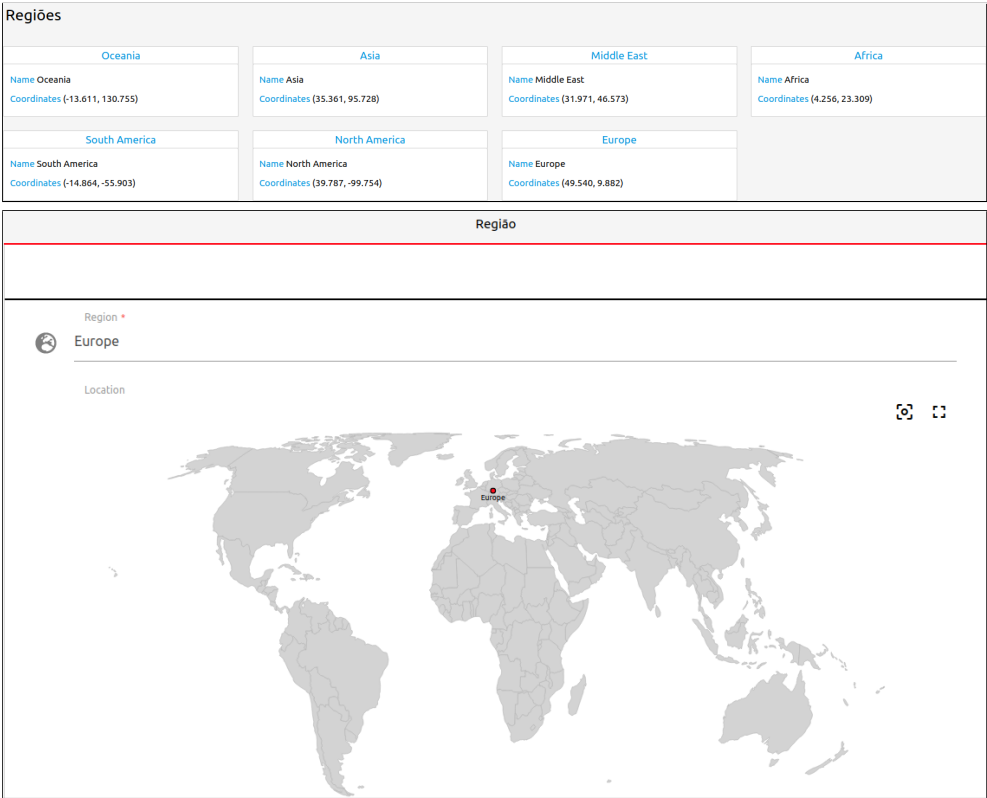 Regiões
Oceania
Name Oceania
Coordinates (-13.611, 130.755)
Asia
Name Asia
Coordinates (35.361, 95.728)
Middle East
Name Middle East
Coordinates (31.971, 46.573)
Africa
Name Africa
Coordinates (4.256, 23.309)
South America
Name South America
Coordinates (-14.864, -55.903)
North America
Name North America
Coordinates (39.787, -99.754)
Europe
Name Europe
Coordinates (49.540, 9.882)
Região
Region *
Europe
Location
Europe